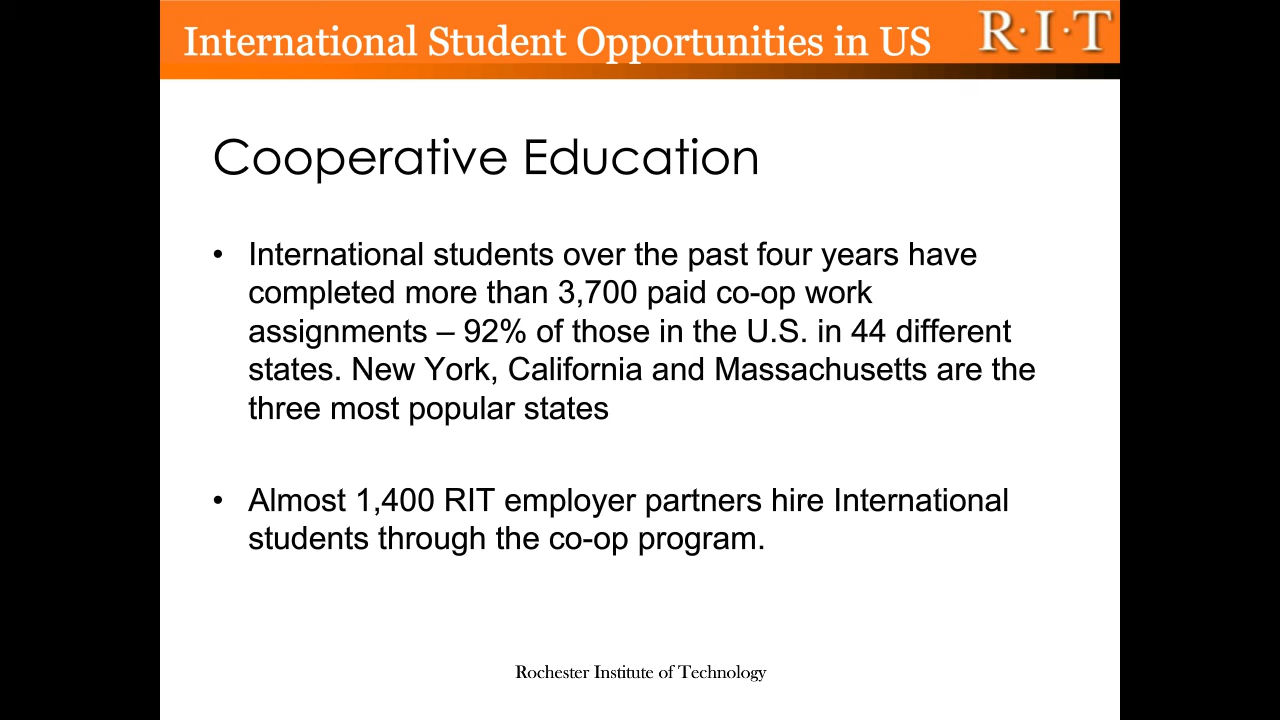 International Student Opportunities in US
R·I·T
Cooperative Education
• International students over the past four years have
completed more than 3,700 paid co-op work
assignments – 92% of those in the U.S. in 44 different
states. New York, California and Massachusetts are the
three most popular states
• Almost 1,400 RIT employer partners hire International
students through the co-op program.
Rochester Institute of Technology